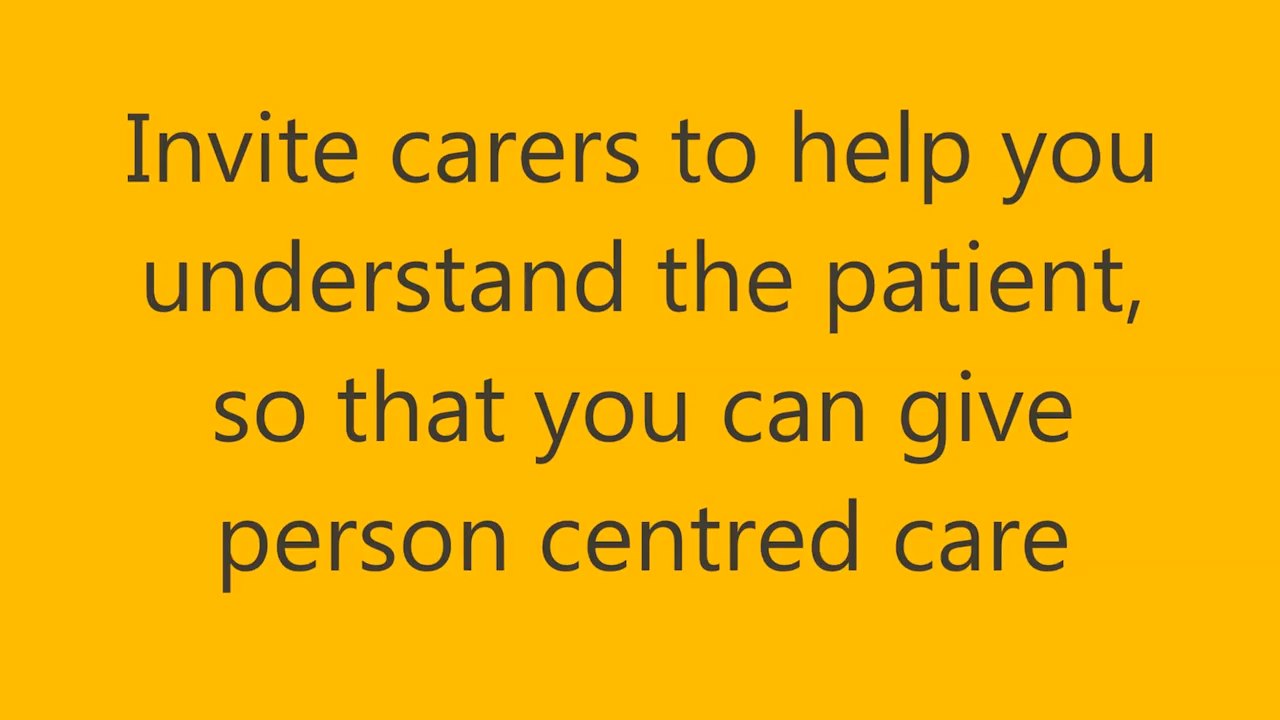 Invite carers to help you
understand the patient,
so that you can give
person centred care